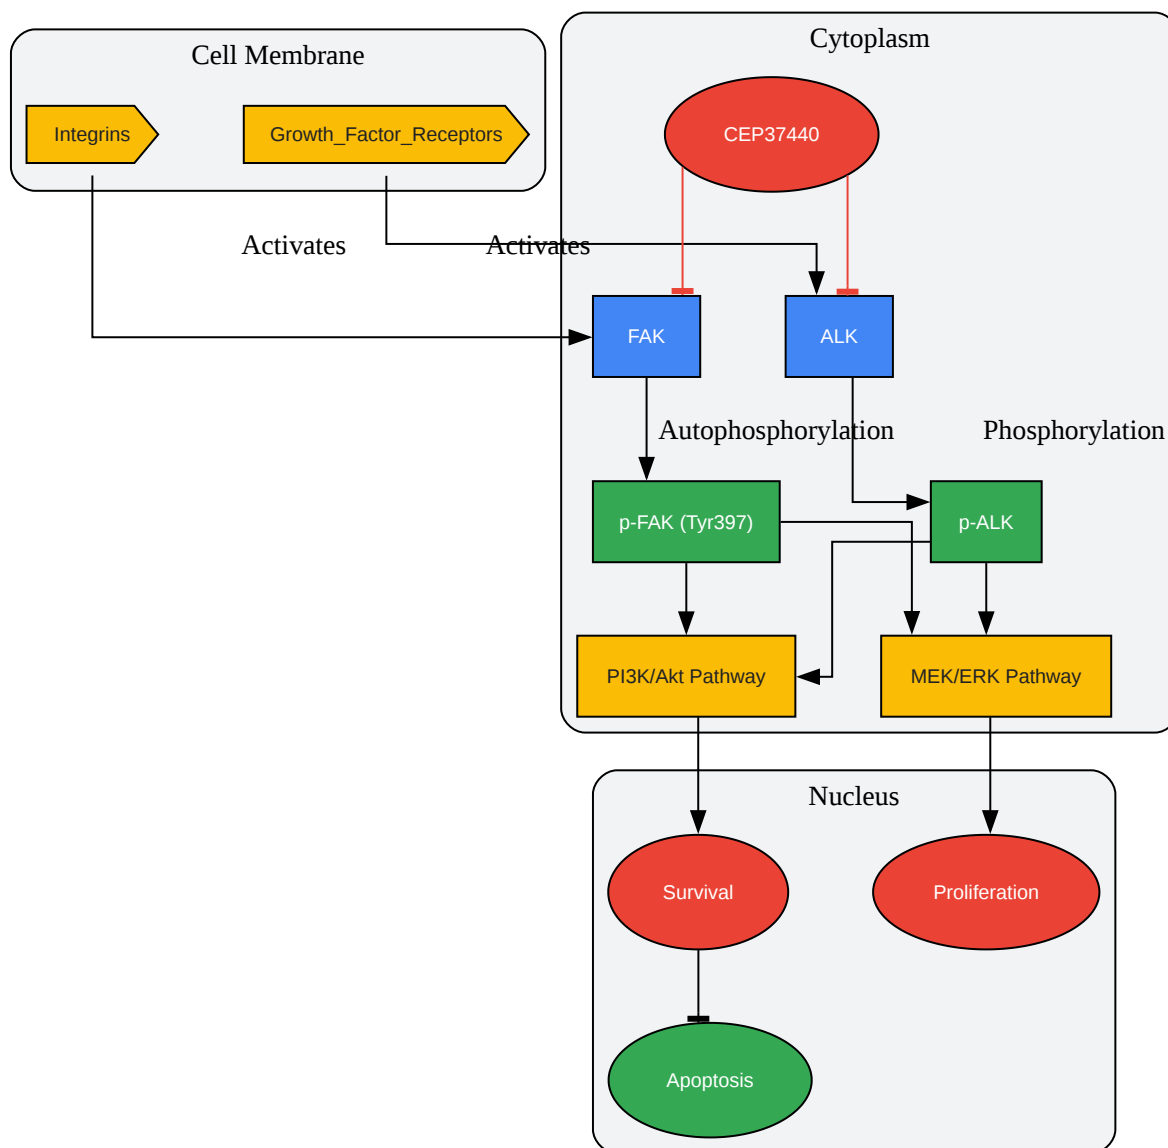 Cell Membrane
Cytoplasm
Integrins
Growth_Factor_Receptors
CEP37440
Activates
Activates
FAK
ALK
Autophosphorylation
Phosphorylation
p-FAK (Tyr397)
p-ALK
PI3K/Akt Pathway
MEK/ERK Pathway
Nucleus
Survival
Proliferation
Apoptosis